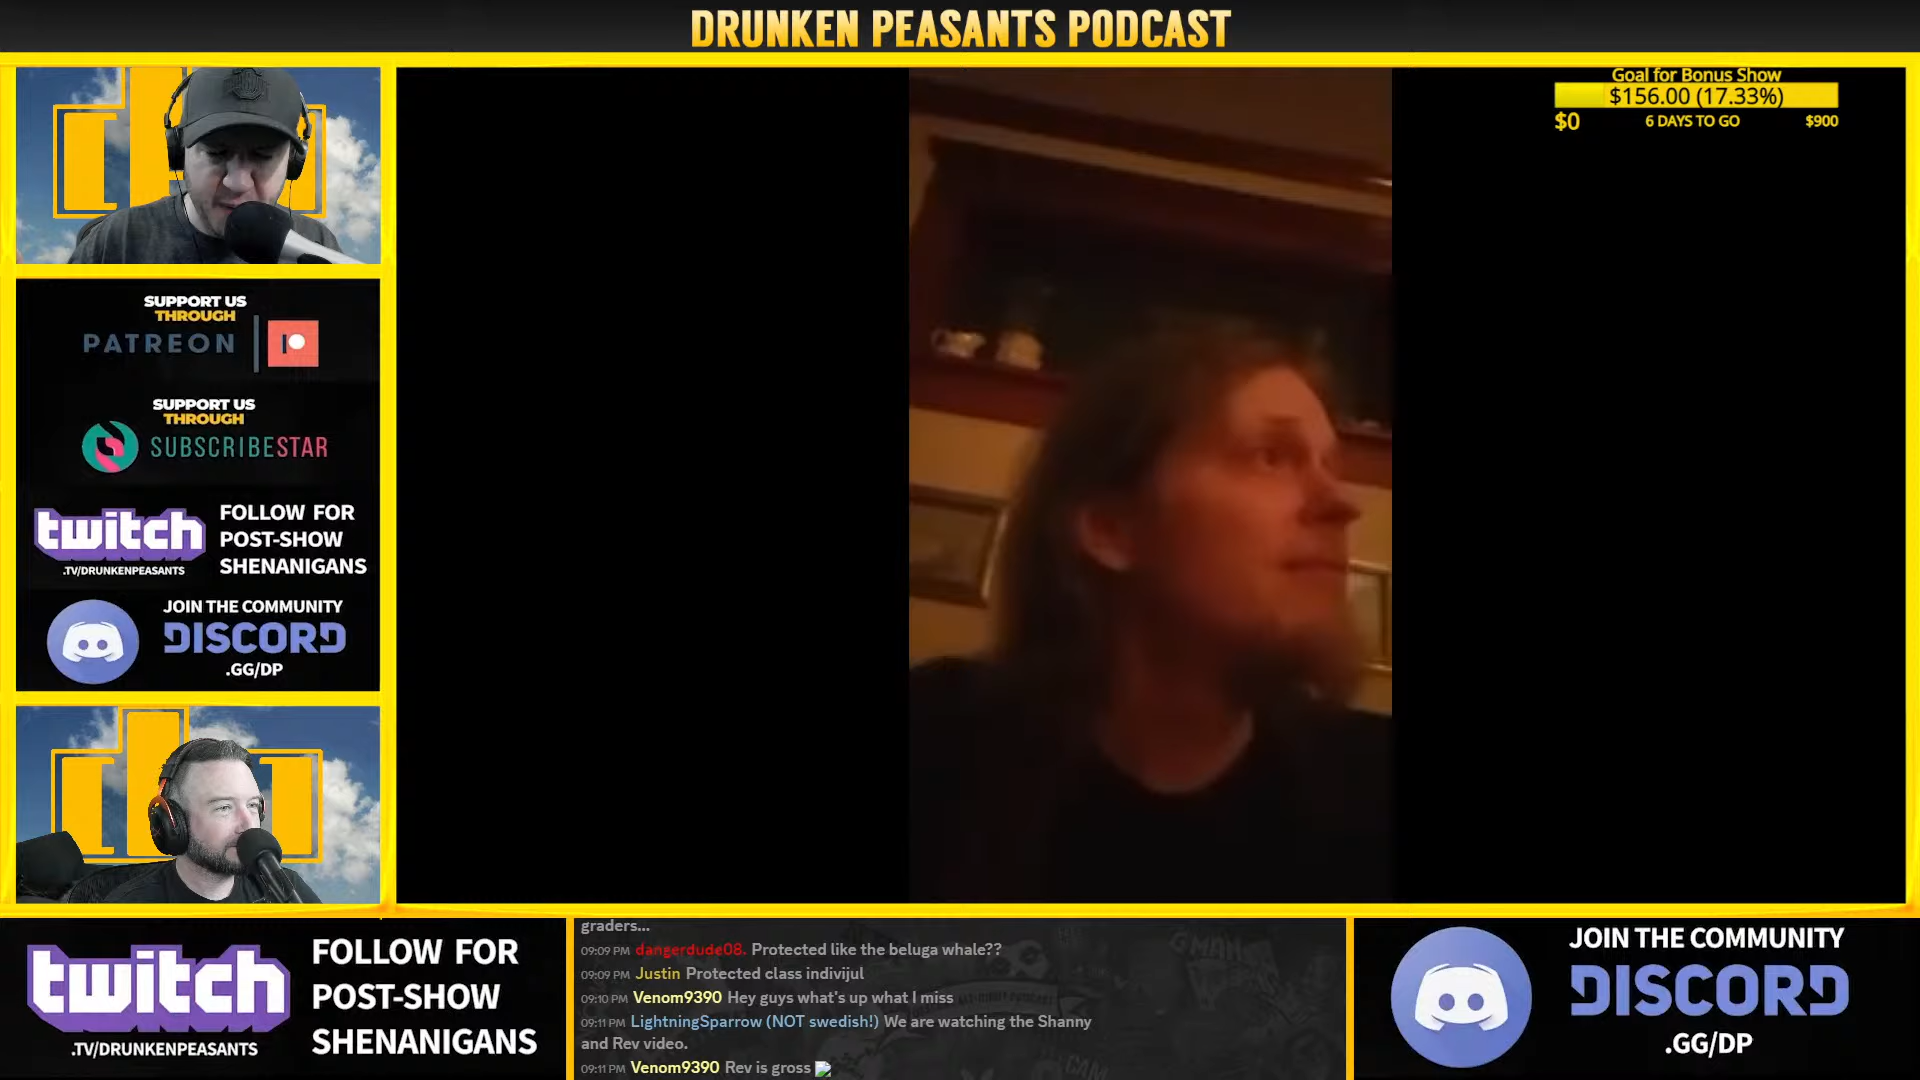 DRUNKEN PEASANTS PODCAST
Goal for Bonus Show
$156.00 (17.33%)
$0
6 DAYS TO GO
$900
SUPPORT US
THROUGH
PATREON
SUPPORT US
THROUGH
SUBSCRIBESTAR
twitch
.TV/DRUNKENPEASANTS
FOLLOW FOR
POST-SHOW
SHENANIGANS
JOIN THE COMMUNITY
DISCORD
.GG/DP
twitch
.TV/DRUNKENPEASANTS
FOLLOW FOR
POST-SHOW
SHENANIGANS
graders...
09:09 PM dangerdude08. Protected like the beluga whale??
09:09 PM Justin Protected class indivijul
09:10 PM Venom9390 Hey guys what's up what I miss
09:11 PM LightningSparrow (NOT swedish!) We are watching the Shanny
and Rev video.
09:11 PM Venom9390 Rev is gross
JOIN THE COMMUNITY
DISCORD
.GG/DP